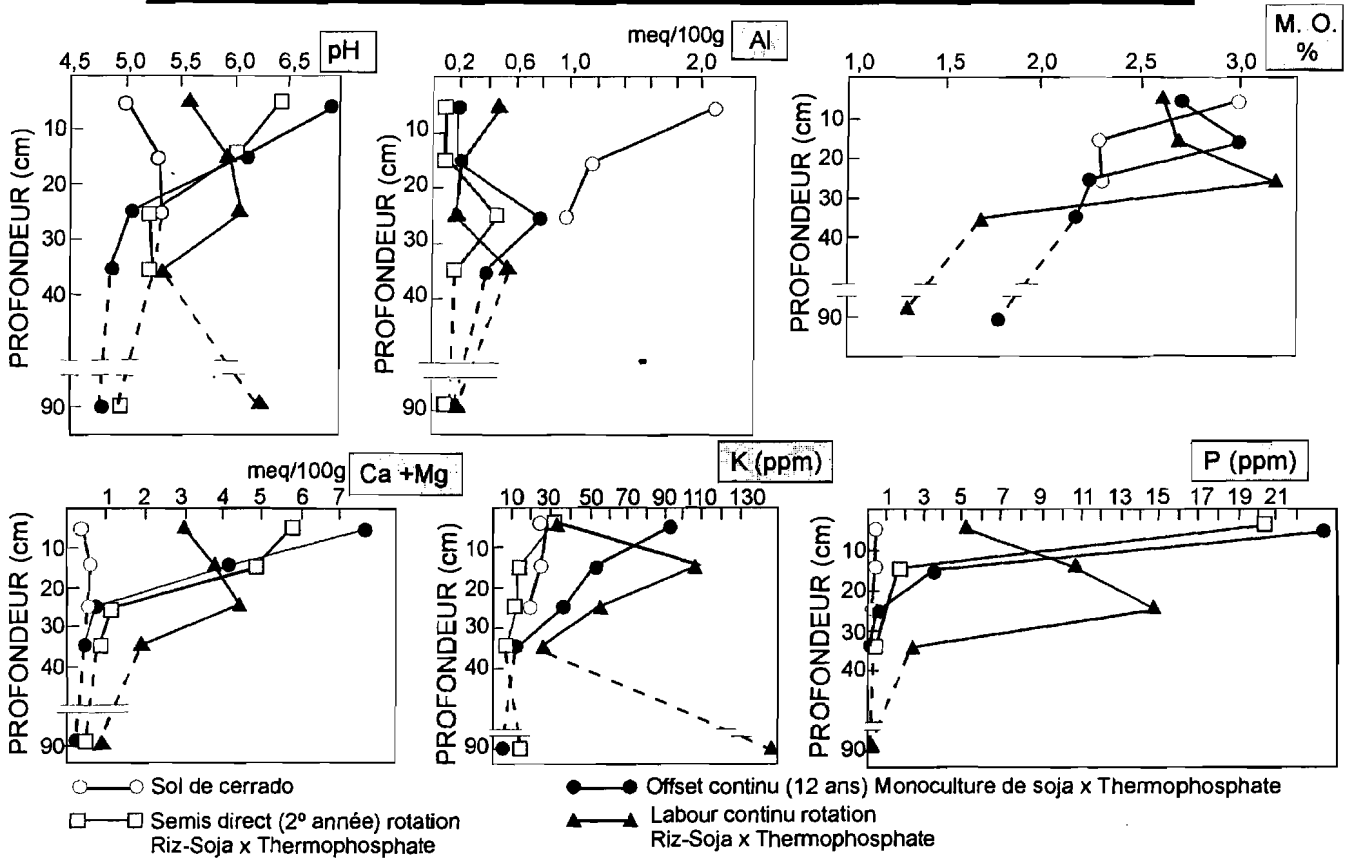 pH
4,5 5,0 5,5 6,0 6,5
PROFONDEUR (cm)
10
20
30
40
90
meq/100g Al
0,2 0,6 1,0 2,0
PROFONDEUR (cm)
10
20
30
40
90
M. O.
%
1,0 1,5 2,0 2,5 3,0
PROFONDEUR (cm)
10
20
30
40
90
meq/100g Ca +Mg
1 2 3 4 5 6 7
PROFONDEUR (cm)
10
20
30
40
90
K (ppm)
10 30 50 70 90 110 130
PROFONDEUR (cm)
10
20
30
40
90
P (ppm)
1 3 5 7 9 11 13 15 17 19 21
PROFONDEUR (cm)
10
20
30
40
90
Sol de cerrado
Offset continu (12 ans) Monoculture de soja x Thermophosphate
Semis direct (2º année) rotation
Riz-Soja x Thermophosphate
Labour continu rotation
Riz-Soja x Thermophosphate